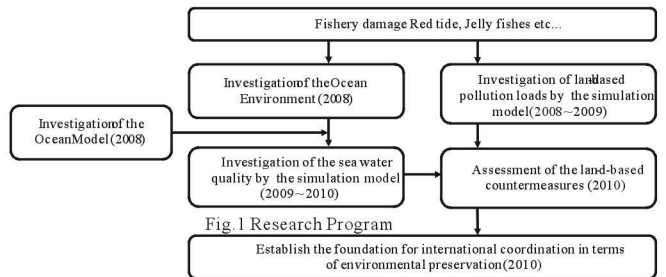 Fishery damage Red tide, Jelly fishes etc...
Investigation of the Ocean
Environment (2008)
Investigation of land-based
pollution loads by the simulation
model(2008~2009)
Investigation of the
OceanModel (2008)
Investigation of the sea water
quality by the simulation model
(2009~2010)
Assessment of the land-based
countermeasures (2010)
Fig.1 Research Program
Establish the foundation for international coordination in terms
of environmental preservation(2010)